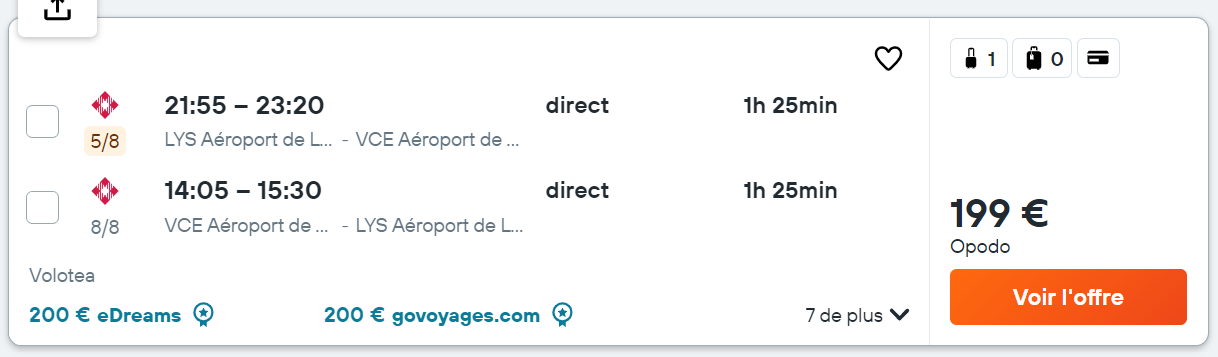 1 0
21:55 – 23:20 direct 1h 25min
5/8 LYS Aéroport de L... - VCE Aéroport de ...
14:05 – 15:30 direct 1h 25min
8/8 VCE Aéroport de ... - LYS Aéroport de L...
Volotea
200 € eDreams 200 € govoyages.com 7 de plus
199 €
Opodo
Voir l'offre